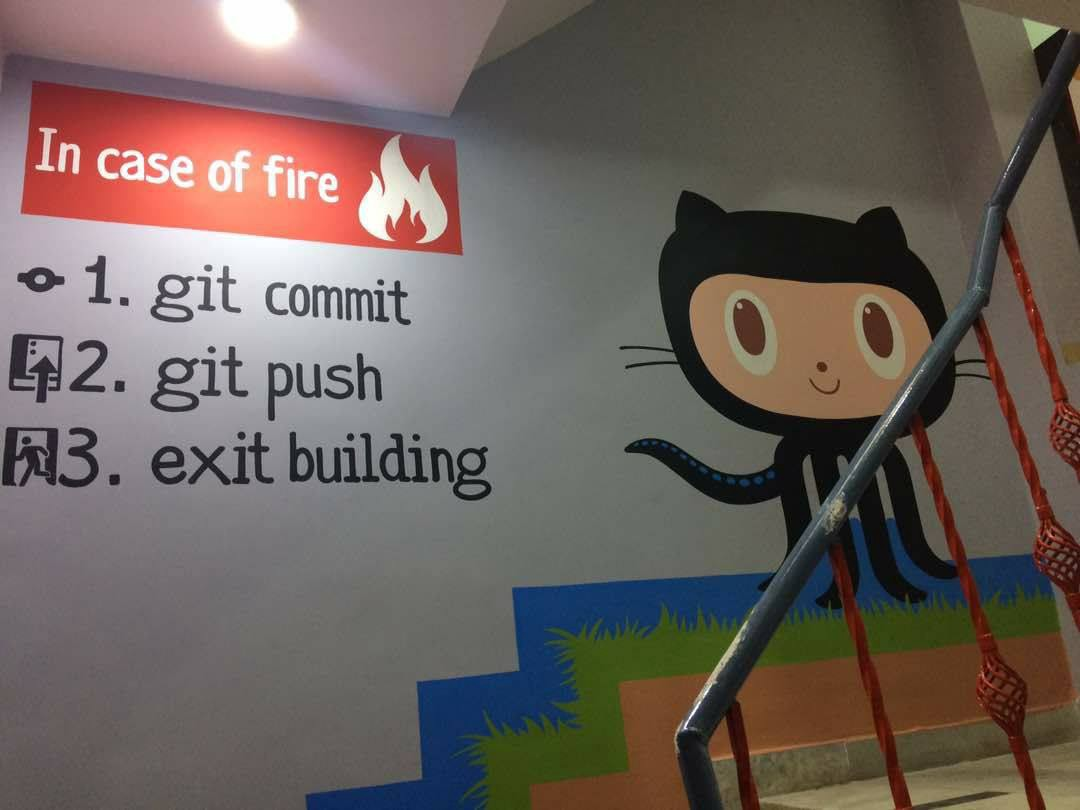 In case of fire
1. git commit
2. git push
3. exit building